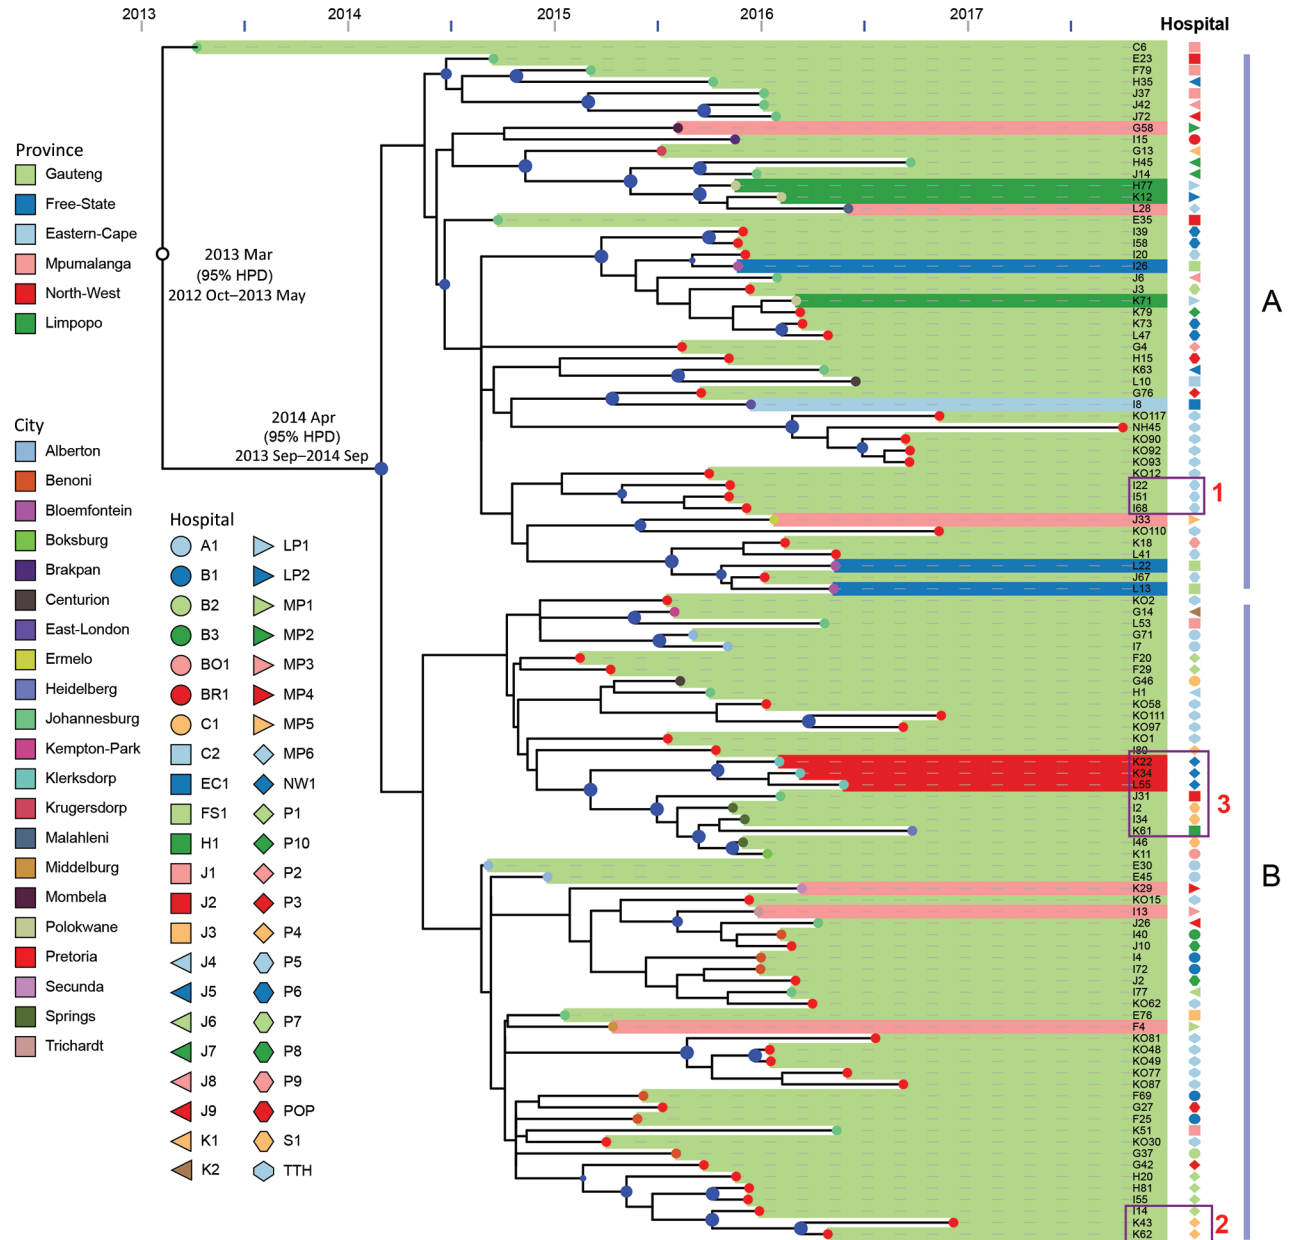 2013 2014 2015 2016 2017
Hospital
Province
Gauteng
Free-State
Eastern-Cape
Mpumalanga
North-West
Limpopo
2013 Mar
(95% HPD)
2012 Oct–2013 May
2014 Apr
(95% HPD)
2013 Sep–2014 Sep
City
Alberton
Benoni
Bloemfontein
Boksburg
Brakpan
Centurion
East-London
Ermelo
Heidelberg
Johannesburg
Kempton-Park
Klerksdorp
Krugersdorp
Malahleni
Middelburg
Mombela
Polokwane
Pretoria
Secunda
Springs
Trichardt
Hospital
A1 LP1
B1 LP2
B2 MP1
B3 MP2
BO1 MP3
BR1 MP4
C1 MP5
C2 MP6
EC1 NW1
FS1 P1
H1 P10
J1 P2
J2 P3
J3 P4
J4 P5
J5 P6
J6 P7
J7 P8
J8 P9
J9 POP
K1 S1
K2 TTH
C6
E23
F79
H35
J37
J42
J72
G58
I15
G13
H45
J14
H77
K12
L28
E35
I39
I58
I20
I26
J6
J3
K71
K79
K73
L47
G4
H15
K63
L10
G76
I8
KO117
NH45
KO90
KO92
KO93
KO12
I22
I51
I68
J33
KO110
K18
L41
L22
J67
L13
KO2
G14
L53
G71
I7
F20
F29
G46
H1
KO58
KO111
KO97
KO1
I80
K22
K34
L55
J31
I2
I34
K61
I46
K11
E30
E45
K29
KO15
I13
J26
I40
J10
I4
I72
J2
I77
KO62
E76
F4
KO81
KO48
KO49
KO77
KO87
F69
G27
F25
K51
KO30
G37
G42
H20
H81
I55
I14
K43
K62
A
1
3
B
2